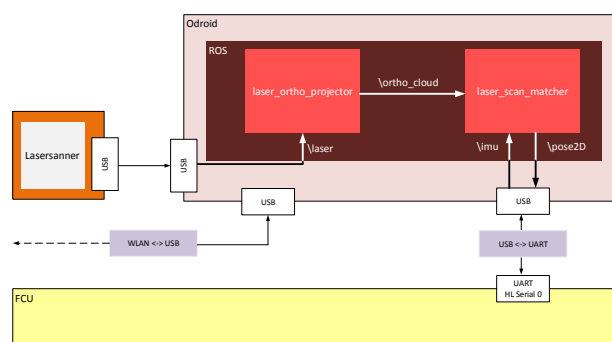 Odroid
ROS
laser_ortho_projector
\ortho_cloud
laser_scan_matcher
Lasersanner
USB
USB
\laser
\imu
\pose2D
USB
USB
WLAN <-> USB
USB <-> UART
UART
HL Serial 0
FCU